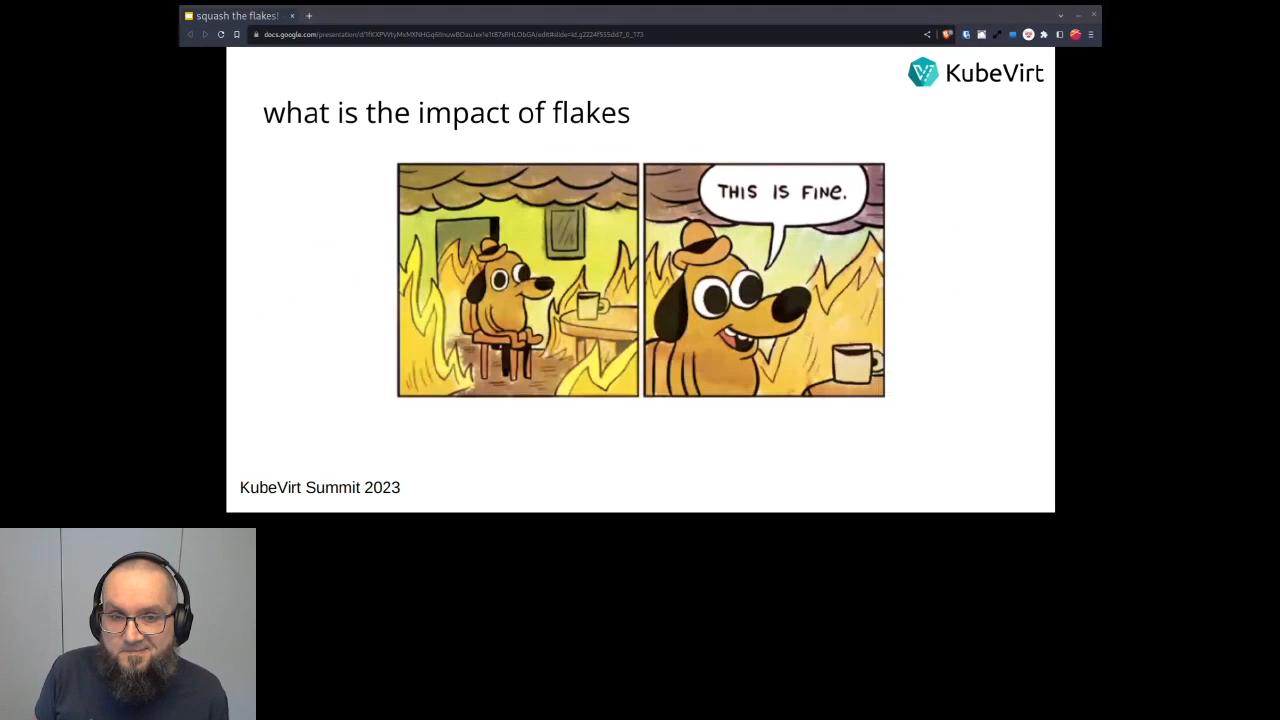 squash the flakes!
KubeVirt
what is the impact of flakes
THIS IS FINE.
KubeVirt Summit 2023